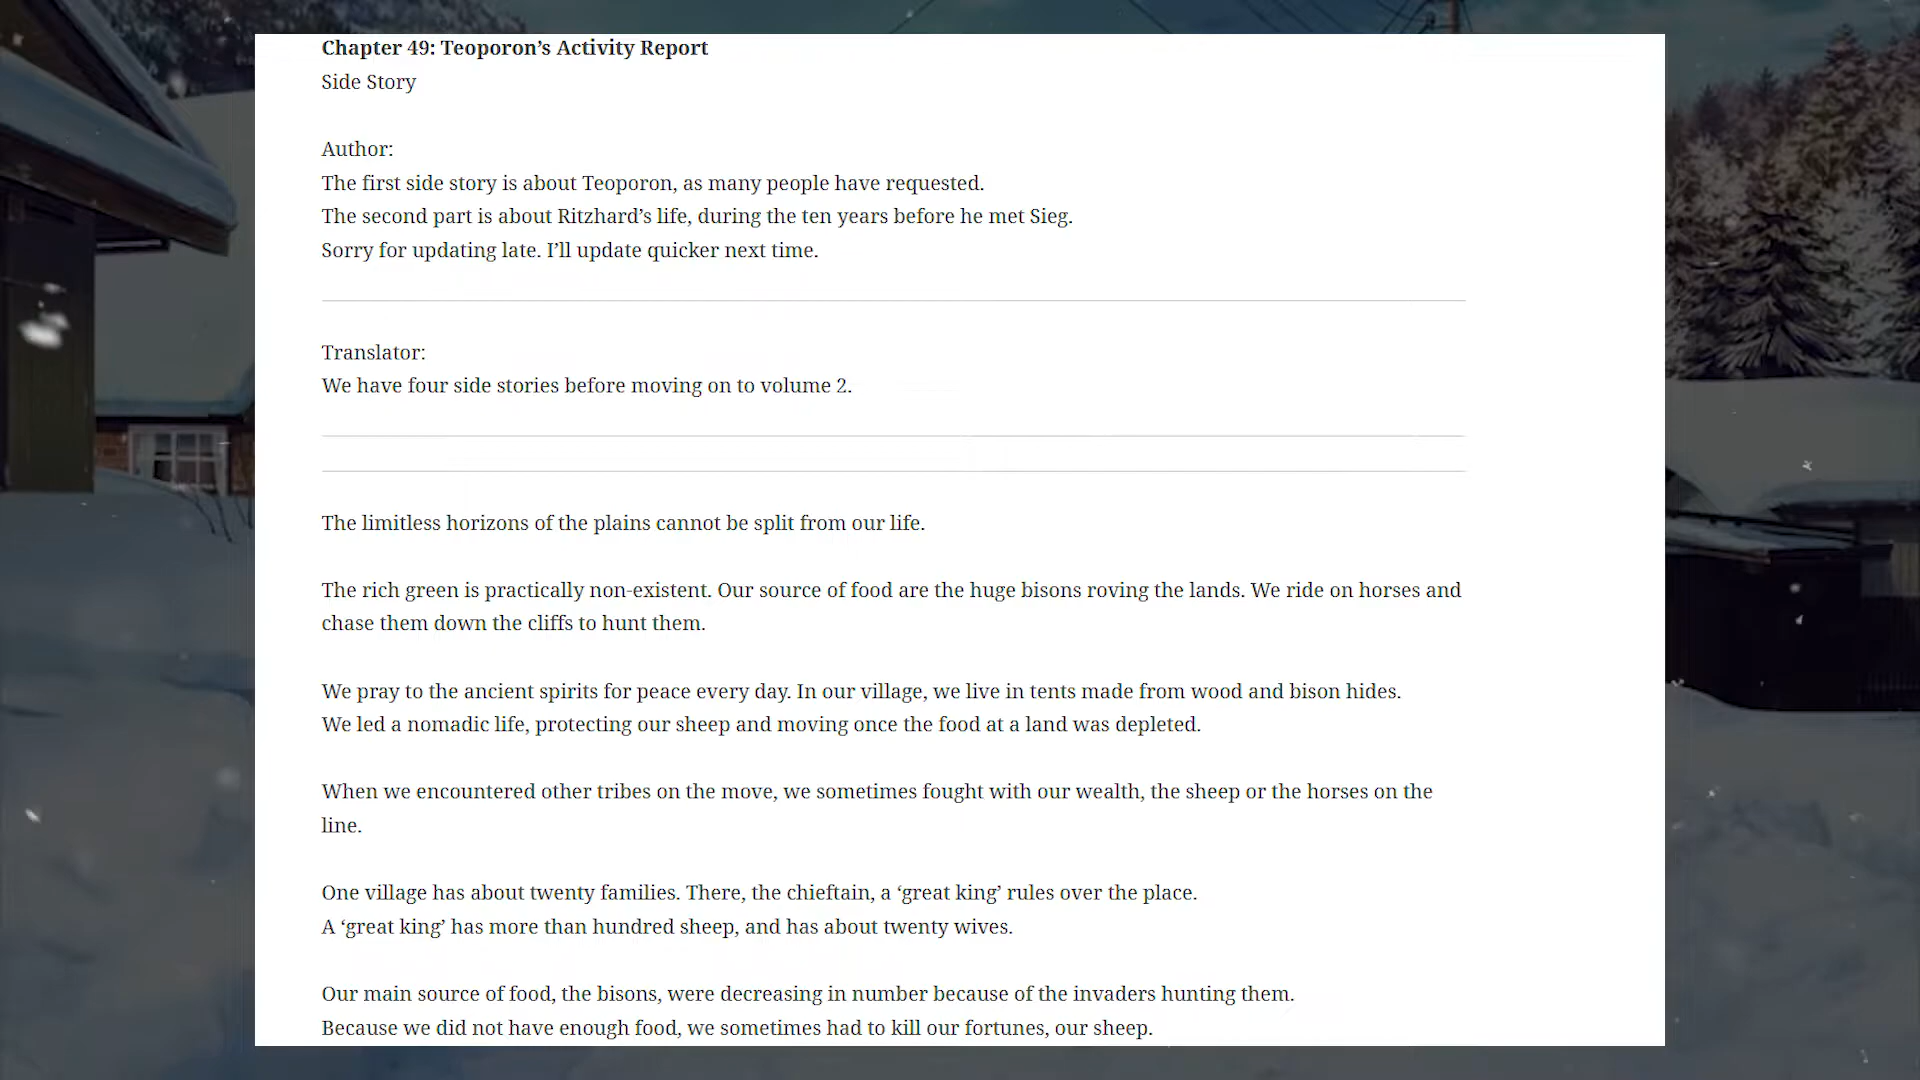 Chapter 49: Teoporon’s Activity Report
Side Story
Author:
The first side story is about Teoporon, as many people have requested.
The second part is about Ritzhard’s life, during the ten years before he met Sieg.
Sorry for updating late. I’ll update quicker next time.
Translator:
We have four side stories before moving on to volume 2.
The limitless horizons of the plains cannot be split from our life.
The rich green is practically non-existent. Our source of food are the huge bisons roving the lands. We ride on horses and
chase them down the cliffs to hunt them.
We pray to the ancient spirits for peace every day. In our village, we live in tents made from wood and bison hides.
We led a nomadic life, protecting our sheep and moving once the food at a land was depleted.
When we encountered other tribes on the move, we sometimes fought with our wealth, the sheep or the horses on the
line.
One village has about twenty families. There, the chieftain, a ‘great king’ rules over the place.
A ‘great king’ has more than hundred sheep, and has about twenty wives.
Our main source of food, the bisons, were decreasing in number because of the invaders hunting them.
Because we did not have enough food, we sometimes had to kill our fortunes, our sheep.